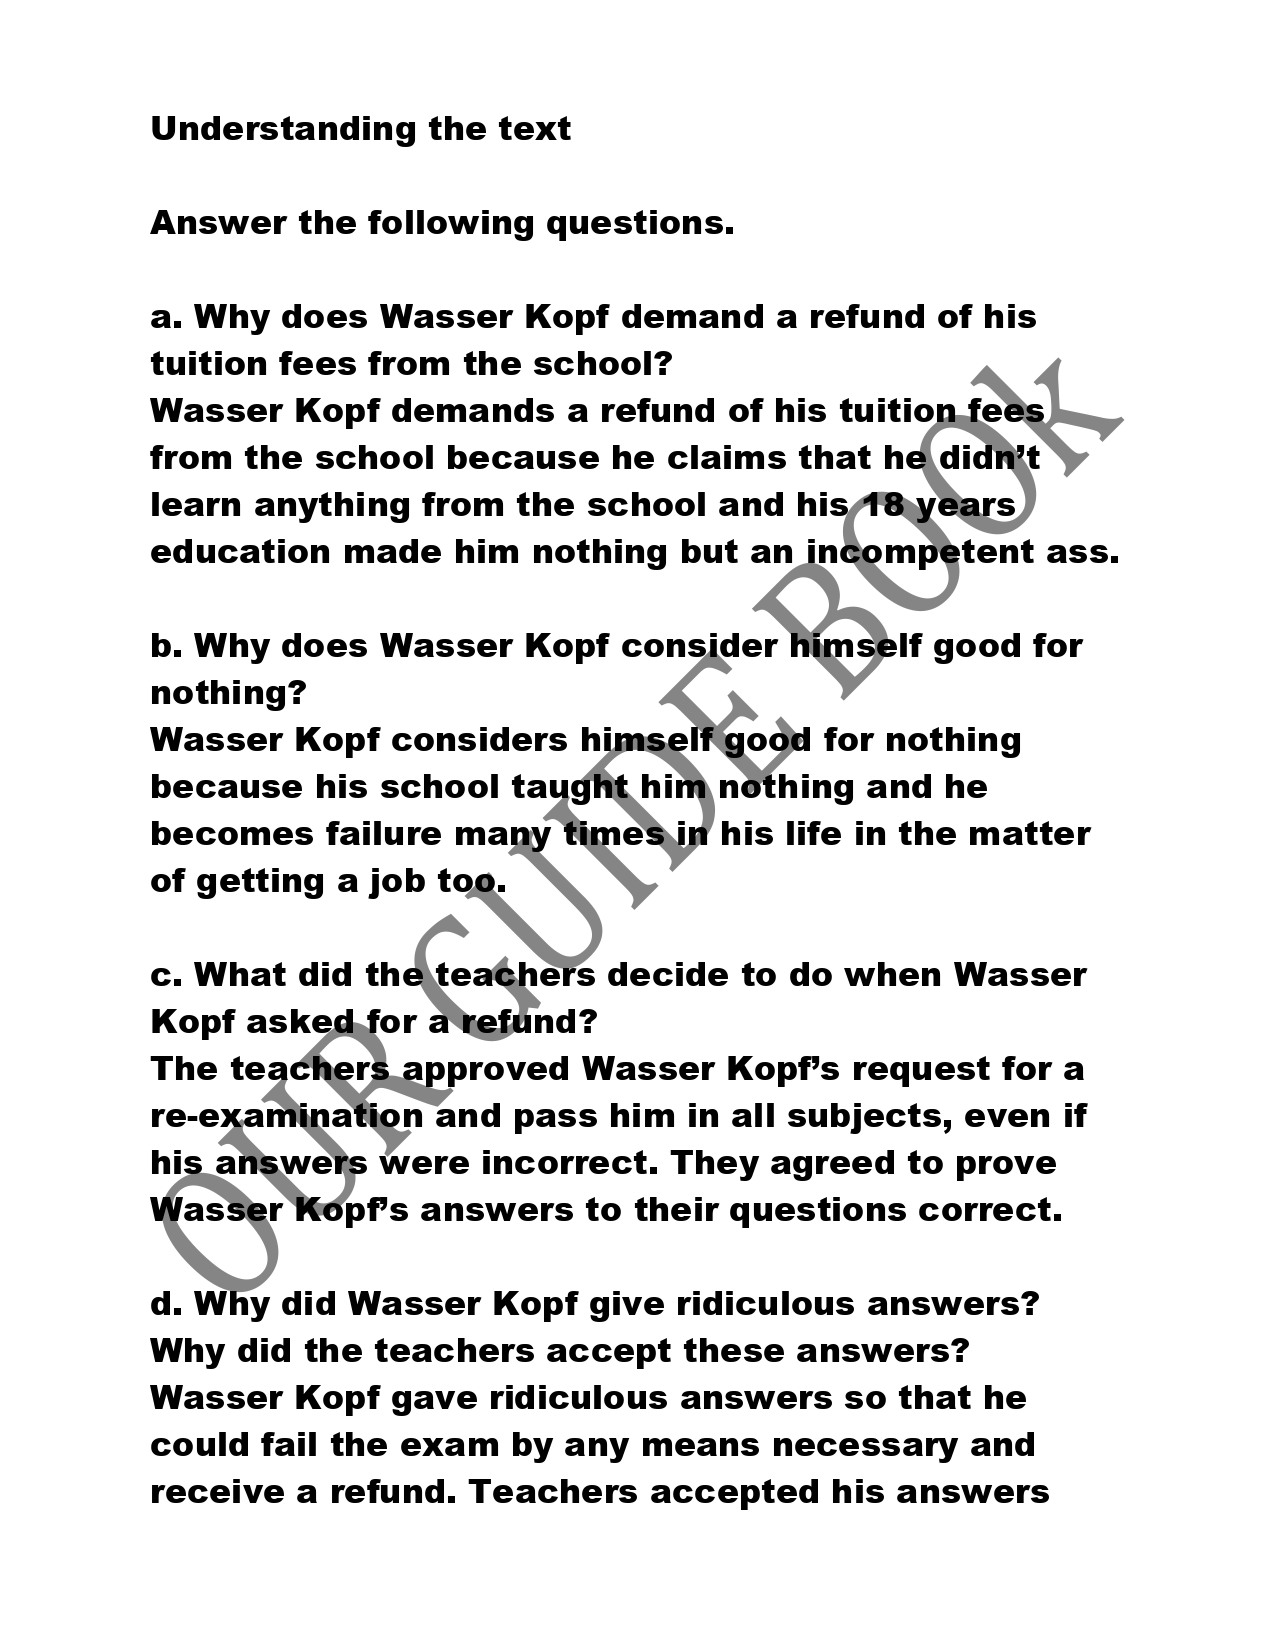 Understanding the text
Answer the following questions.
a. Why does Wasser Kopf demand a refund of his
tuition fees from the school?
Wasser Kopf demands a refund of his tuition fees
from the school because he claims that he didn’t
learn anything from the school and his 18 years
education made him nothing but an incompetent ass.
b. Why does Wasser Kopf consider himself good for
nothing?
Wasser Kopf considers himself good for nothing
because his school taught him nothing and he
becomes failure many times in his life in the matter
of getting a job too.
c. What did the teachers decide to do when Wasser
Kopf asked for a refund?
The teachers approved Wasser Kopf’s request for a
re-examination and pass him in all subjects, even if
his answers were incorrect. They agreed to prove
Wasser Kopf’s answers to their questions correct.
d. Why did Wasser Kopf give ridiculous answers?
Why did the teachers accept these answers?
Wasser Kopf gave ridiculous answers so that he
could fail the exam by any means necessary and
receive a refund. Teachers accepted his answers
OUR GUIDE BOOk